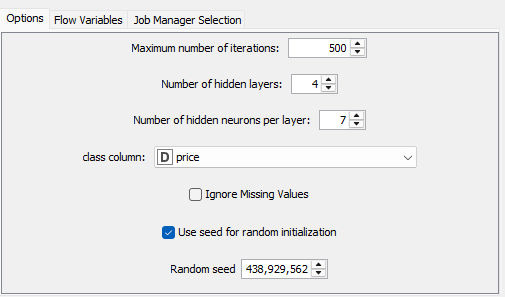 Options Flow Variables Job Manager Selection
Maximum number of iterations: 500
Number of hidden layers: 4
Number of hidden neurons per layer: 7
class column: D price
Ignore Missing Values
Use seed for random initialization
Random seed 438,929,562